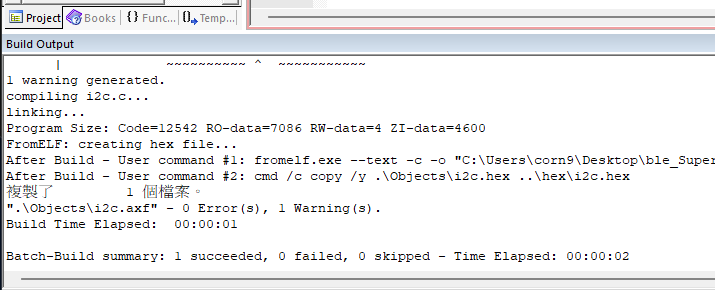 Project Books {} Func... 0→ Temp...
Build Output
| ~~~~~~~~~~ ^ ~~~~~~~~~~~
1 warning generated.
compiling i2c.c...
linking...
Program Size: Code=12542 RO-data=7086 RW-data=4 ZI-data=4600
FromELF: creating hex file...
After Build - User command #1: fromelf.exe --text -c -o "C:\Users\corn9\Desktop\ble_Super
After Build - User command #2: cmd /c copy /y .\Objects\i2c.hex ..\hex\i2c.hex
複製了         1 個檔案。
".\Objects\i2c.axf" - 0 Error(s), 1 Warning(s).
Build Time Elapsed:  00:00:01
Batch-Build summary: 1 succeeded, 0 failed, 0 skipped - Time Elapsed: 00:00:02